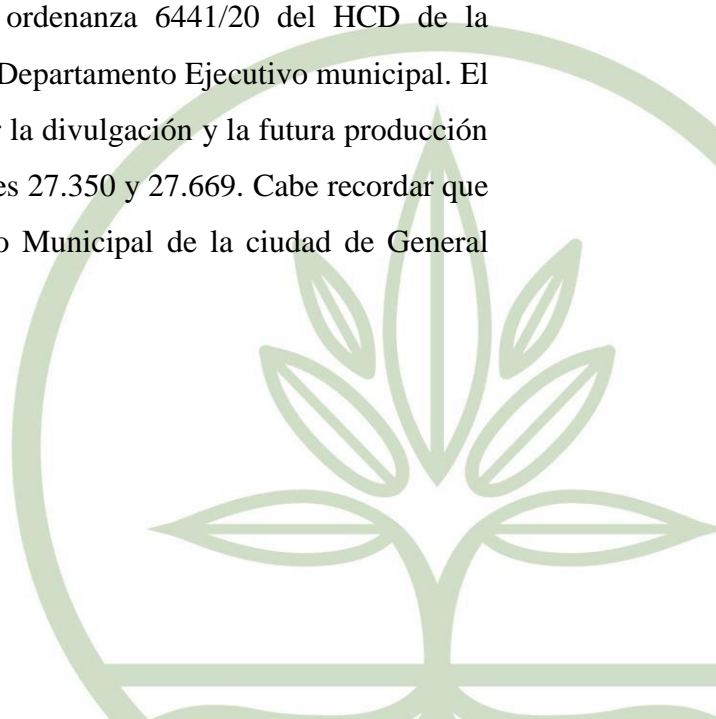 ordenanza 6441/20 del HCD de la
Departamento Ejecutivo municipal. El
r la divulgación y la futura producción
es 27.350 y 27.669. Cabe recordar que
o Municipal de la ciudad de General